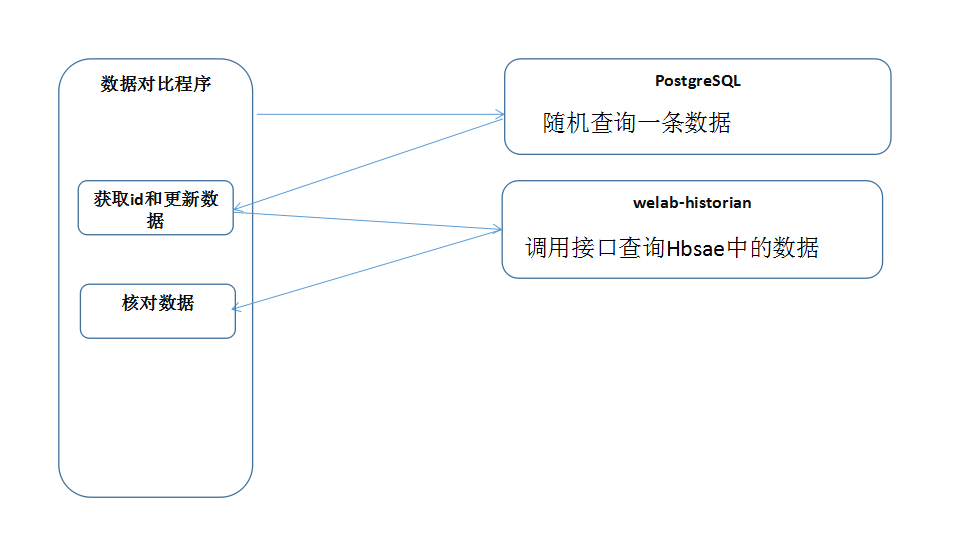 数据对比程序
PostgreSQL
随机查询一条数据
获取id和更新数
据
welab-historian
调用接口查询Hbsae中的数据
核对数据